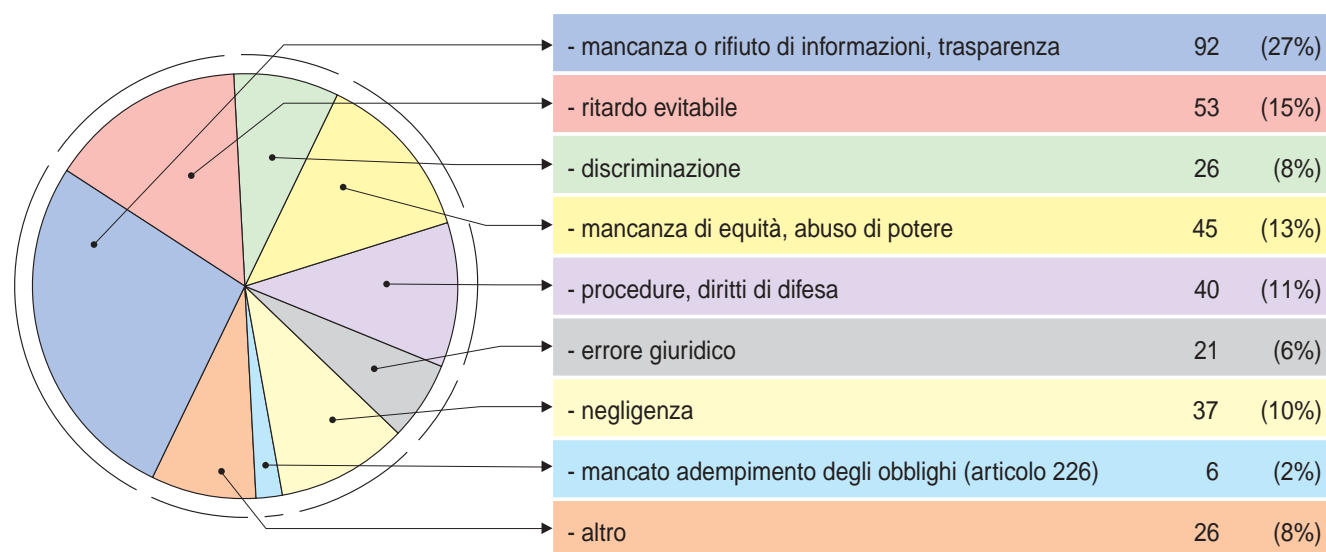 - mancanza o rifiuto di informazioni, trasparenza 92 (27%)
- ritardo evitabile 53 (15%)
- discriminazione 26 (8%)
- mancanza di equità, abuso di potere 45 (13%)
- procedure, diritti di difesa 40 (11%)
- errore giuridico 21 (6%)
- negligenza 37 (10%)
- mancato adempimento degli obblighi (articolo 226) 6 (2%)
- altro 26 (8%)